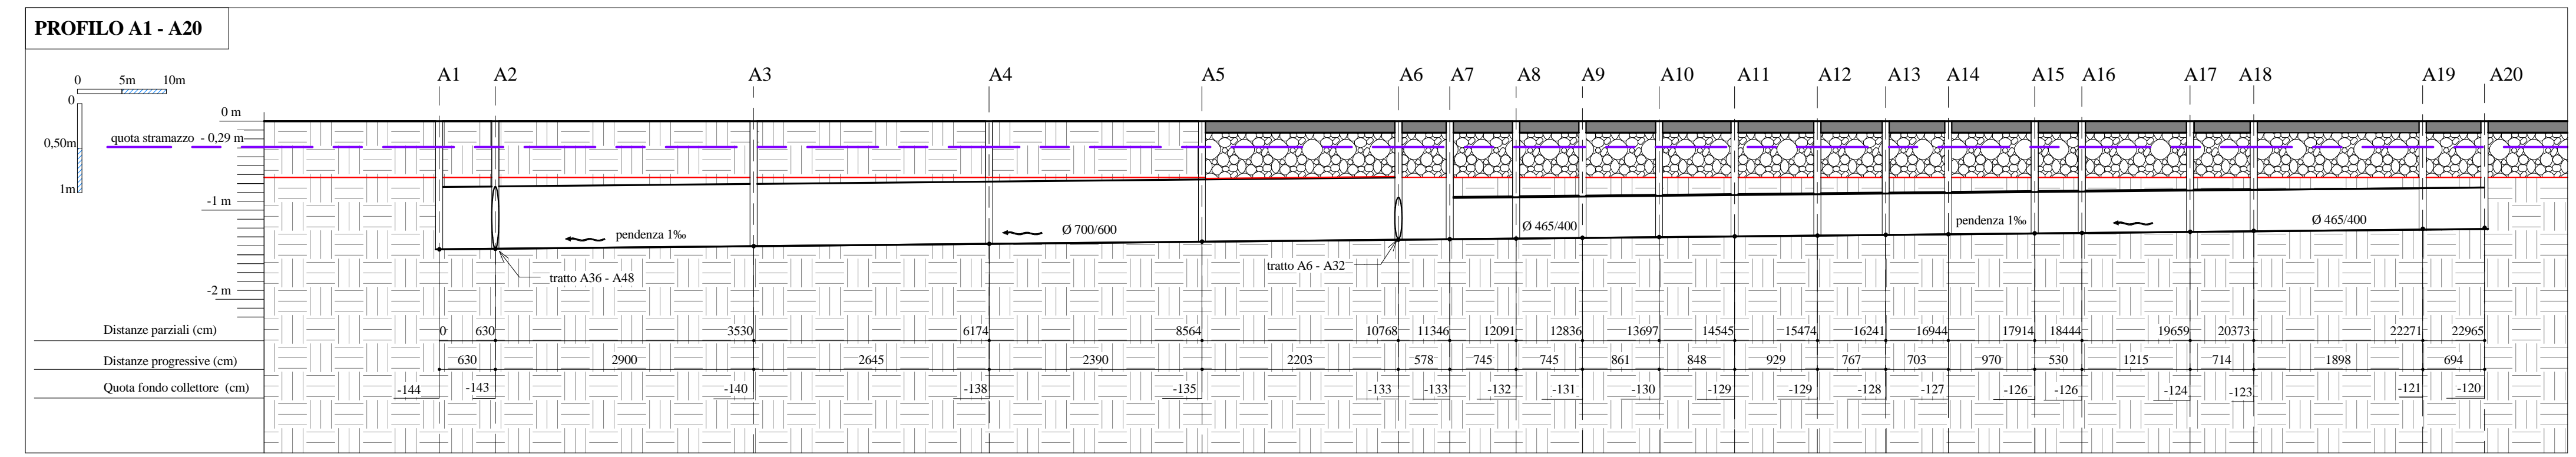 PROFILO A1 - A20
A1 A2 A3 A4 A5 A6 A7 A8 A9 A10 A11 A12 A13 A14 A15 A16 A17 A18 A19 A20
0 5m 10m
0
0,50m
1m
0 m
quota stramazzo - 0,29 m
-1 m
-2 m
pendenza 1‰
Ø 700/600
Ø 465/400
pendenza 1‰
Ø 465/400
tratto A36 - A48
tratto A6 - A32
Distanze parziali (cm) 0 630 3530 6174 8564 10768 11346 12091 12836 13697 14545 15474 16241 16944 17914 18444 19659 20373 22271 22965
Distanze progressive (cm) 630 2900 2645 2390 2203 578 745 745 861 848 929 767 703 970 530 1215 714 1898 694
Quota fondo collettore (cm) -144 -143 -140 -138 -135 -133 -133 -132 -131 -130 -129 -129 -128 -127 -126 -126 -124 -123 -121 -120